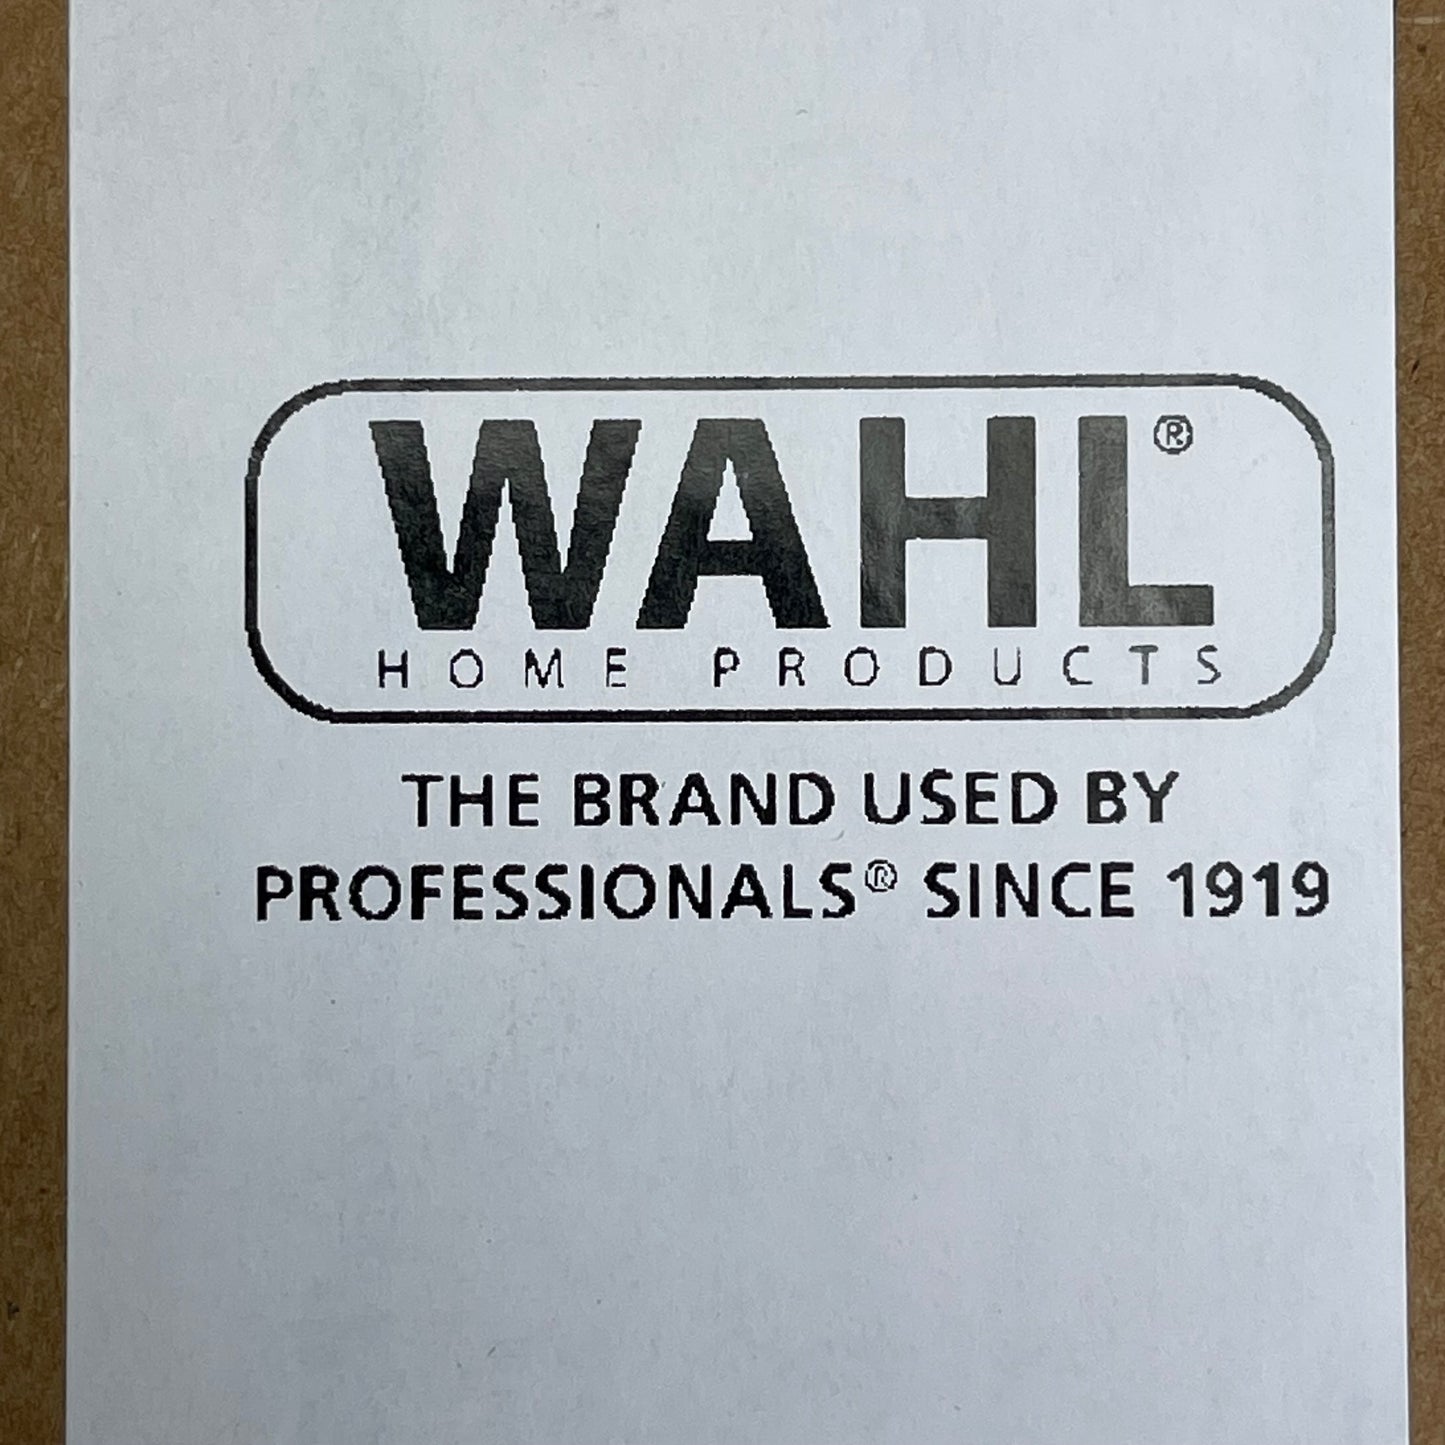 WAHL®
HOME PRODUCTS
THE BRAND USED BY
PROFESSIONALS® SINCE 1919